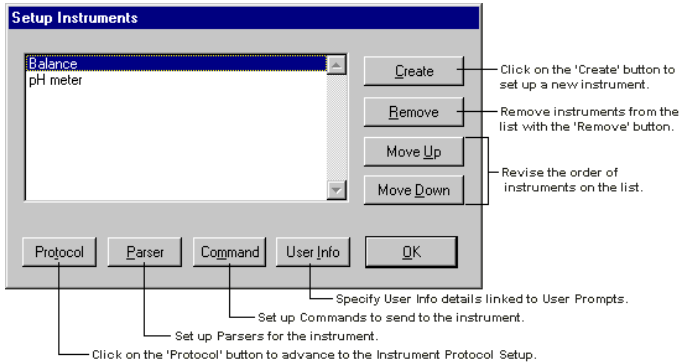 Setup Instruments
Balance
pH meter
Create
Remove
Move Up
Move Down
Click on the 'Create' button to
set up a new instrument.
Remove instruments from the
list with the 'Remove' button.
Revise the order of
instruments on the list.
Protocol
Parser
Command
User Info
OK
Specify User Info details linked to User Prompts.
Set up Commands to send to the instrument.
Set up Parsers for the instrument.
Click on the 'Protocol' button to advance to the Instrument Protocol Setup.